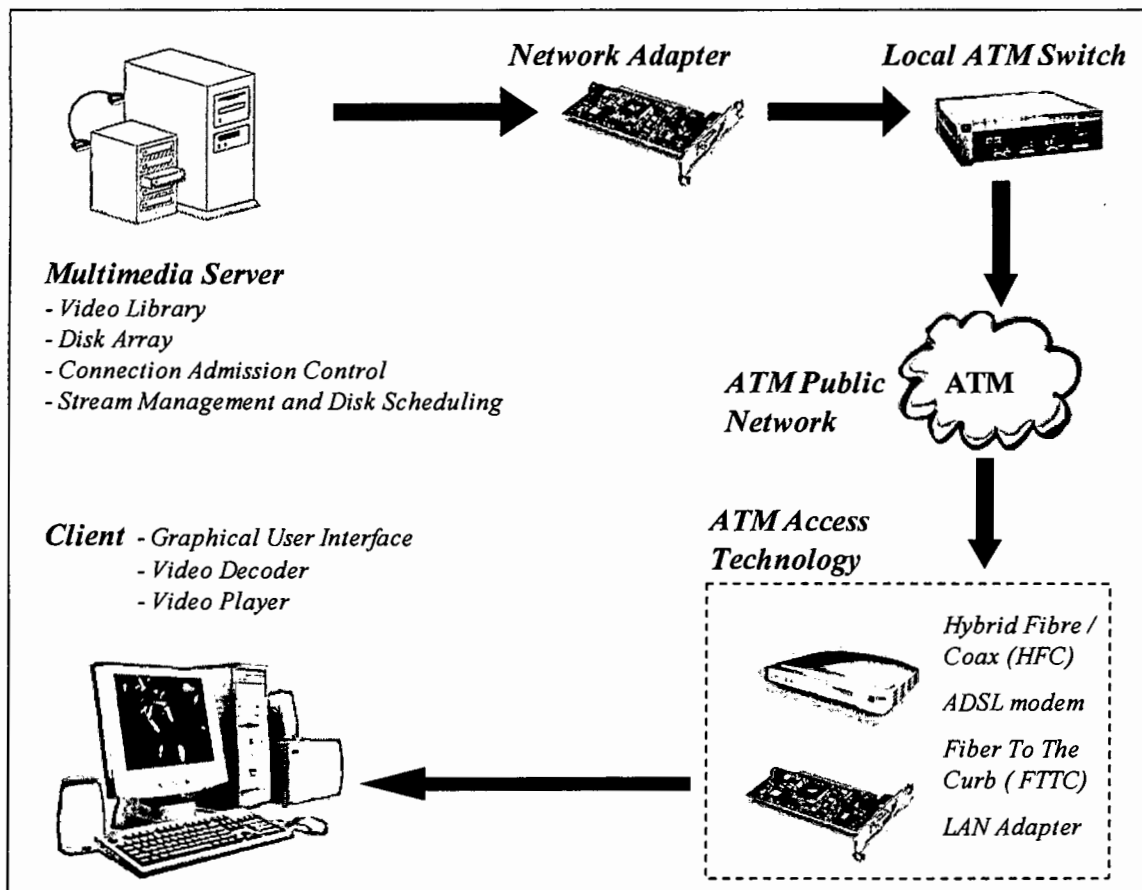 Network Adapter
Local ATM Switch
Multimedia Server
- Video Library
- Disk Array
- Connection Admission Control
- Stream Management and Disk Scheduling
ATM Public
Network
ATM
ATM Access
Technology
Client - Graphical User Interface
- Video Decoder
- Video Player
Hybrid Fibre /
Coax (HFC)
ADSL modem
Fiber To The
Curb ( FTTC)
LAN Adapter